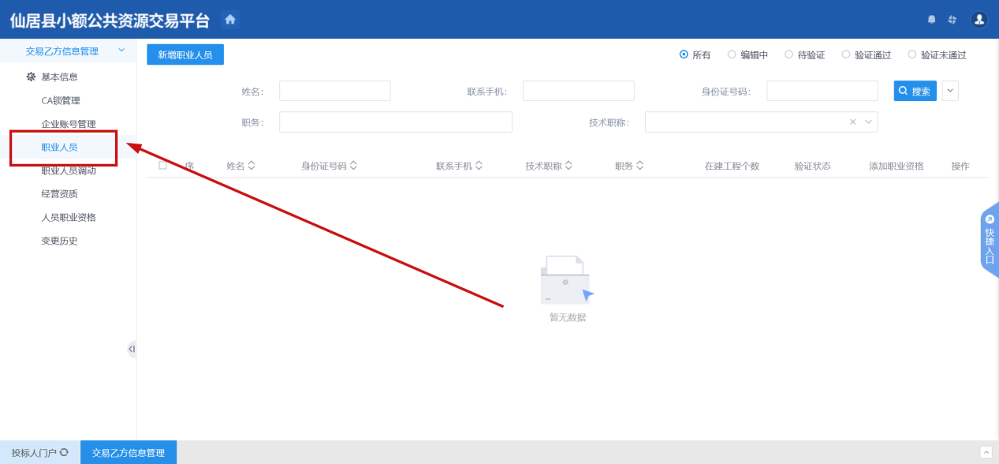 仙居县小额公共资源交易平台
交易乙方信息管理
基本信息
CA锁管理
企业账号管理
职业人员
职业人员调动
经营资质
人员职业资格
变更历史
新增职业人员
所有 编辑中 待验证 验证通过 验证未通过
姓名: 联系手机: 身份证号码: 搜索
职务: 技术职称:
序 姓名 身份证号码 联系手机 技术职称 职务 在建工程个数 验证状态 添加职业资格 操作
暂无数据
快捷入口
投标人门户 交易乙方信息管理